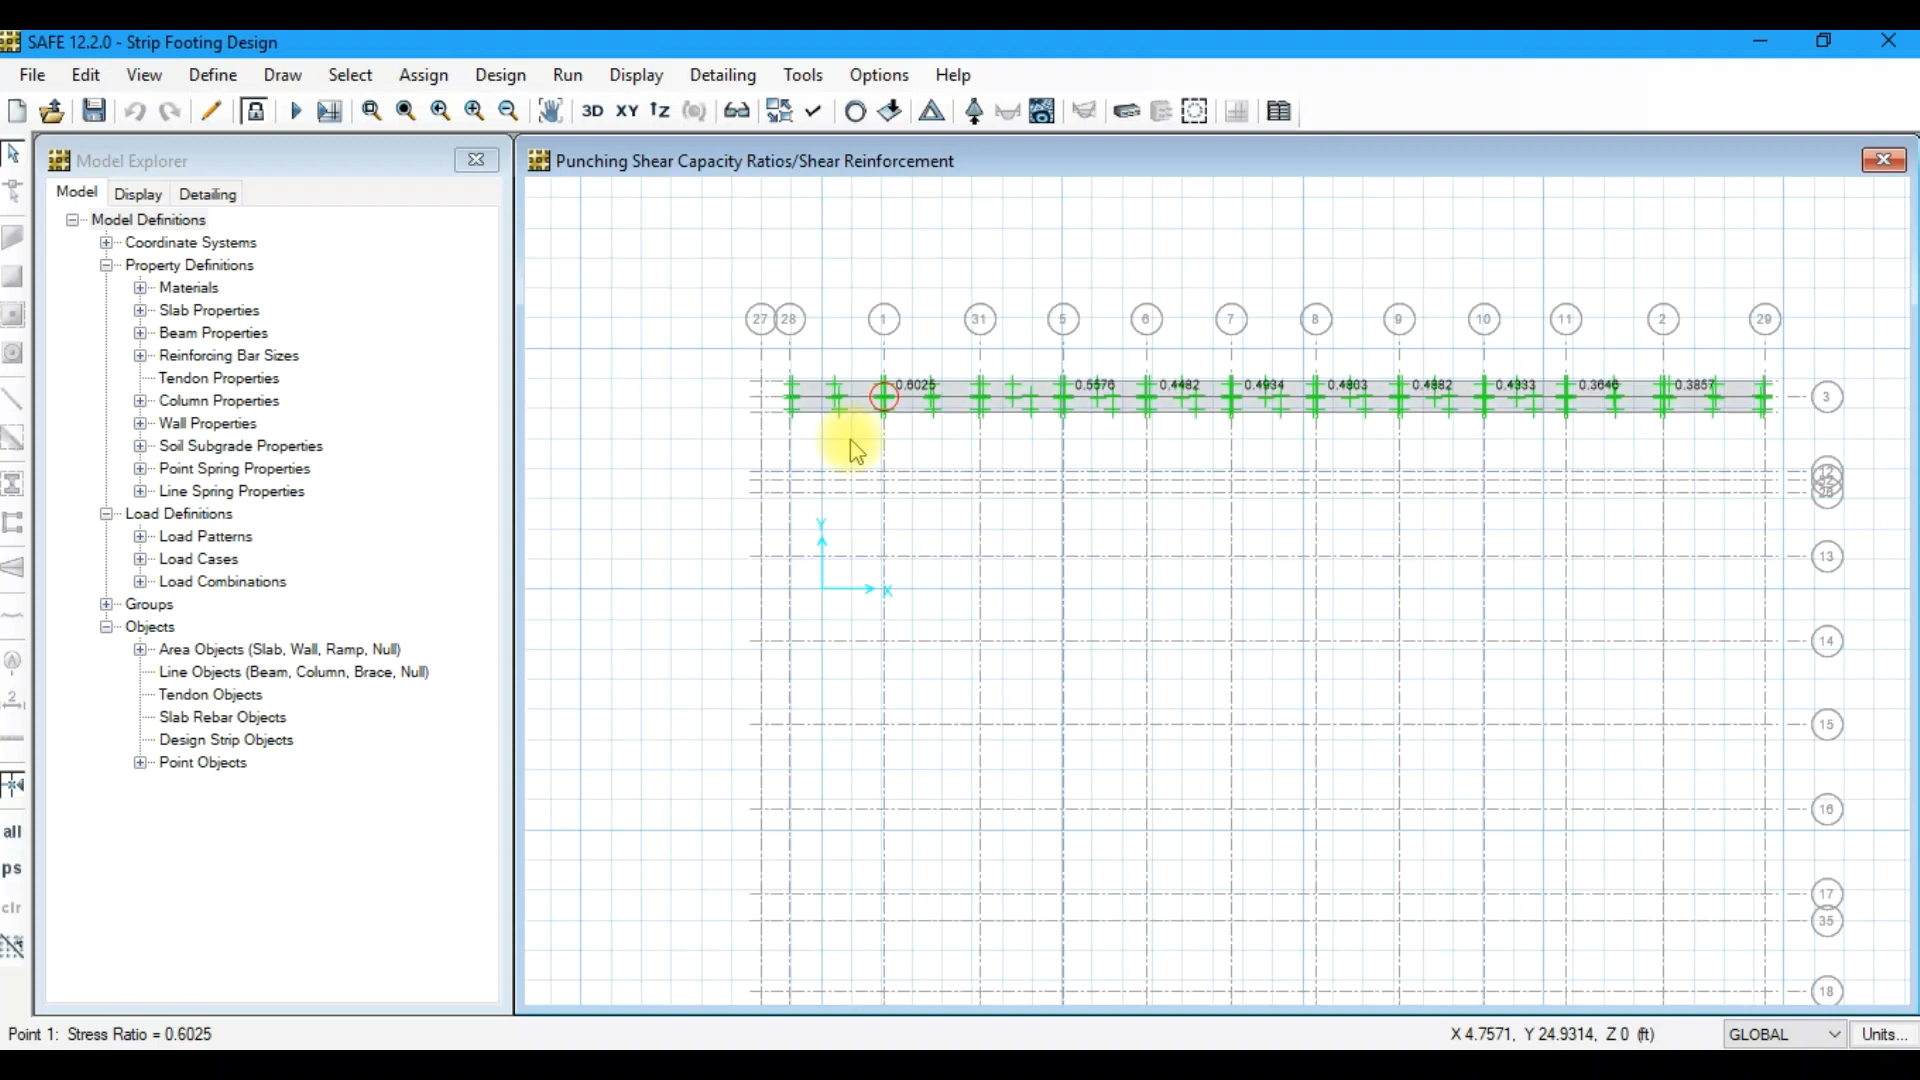 SAFE 12.2.0 - Strip Footing Design
File Edit View Define Draw Select Assign Design Run Display Detailing Tools Options Help
3D XY
Model Explorer
Model Display Detailing
Model Definitions
Coordinate Systems
Property Definitions
Materials
Slab Properties
Beam Properties
Reinforcing Bar Sizes
Tendon Properties
Column Properties
Wall Properties
Soil Subgrade Properties
Point Spring Properties
Line Spring Properties
Load Definitions
Load Patterns
Load Cases
Load Combinations
Groups
Objects
Area Objects (Slab, Wall, Ramp, Null)
Line Objects (Beam, Column, Brace, Null)
Tendon Objects
Slab Rebar Objects
Design Strip Objects
Point Objects
all
ps
clr
Punching Shear Capacity Ratios/Shear Reinforcement
27 28 1 31 5 6 7 8 9 10 11 2 29
0.6025 0.5576 0.4482 0.4934 0.4803 0.4882 0.4333 0.3646 0.3857
3
12
13
Y
X
14
15
16
17
35
18
Point 1: Stress Ratio = 0.6025
X 4.7571, Y 24.9314, Z 0 (ft)
GLOBAL
Units...